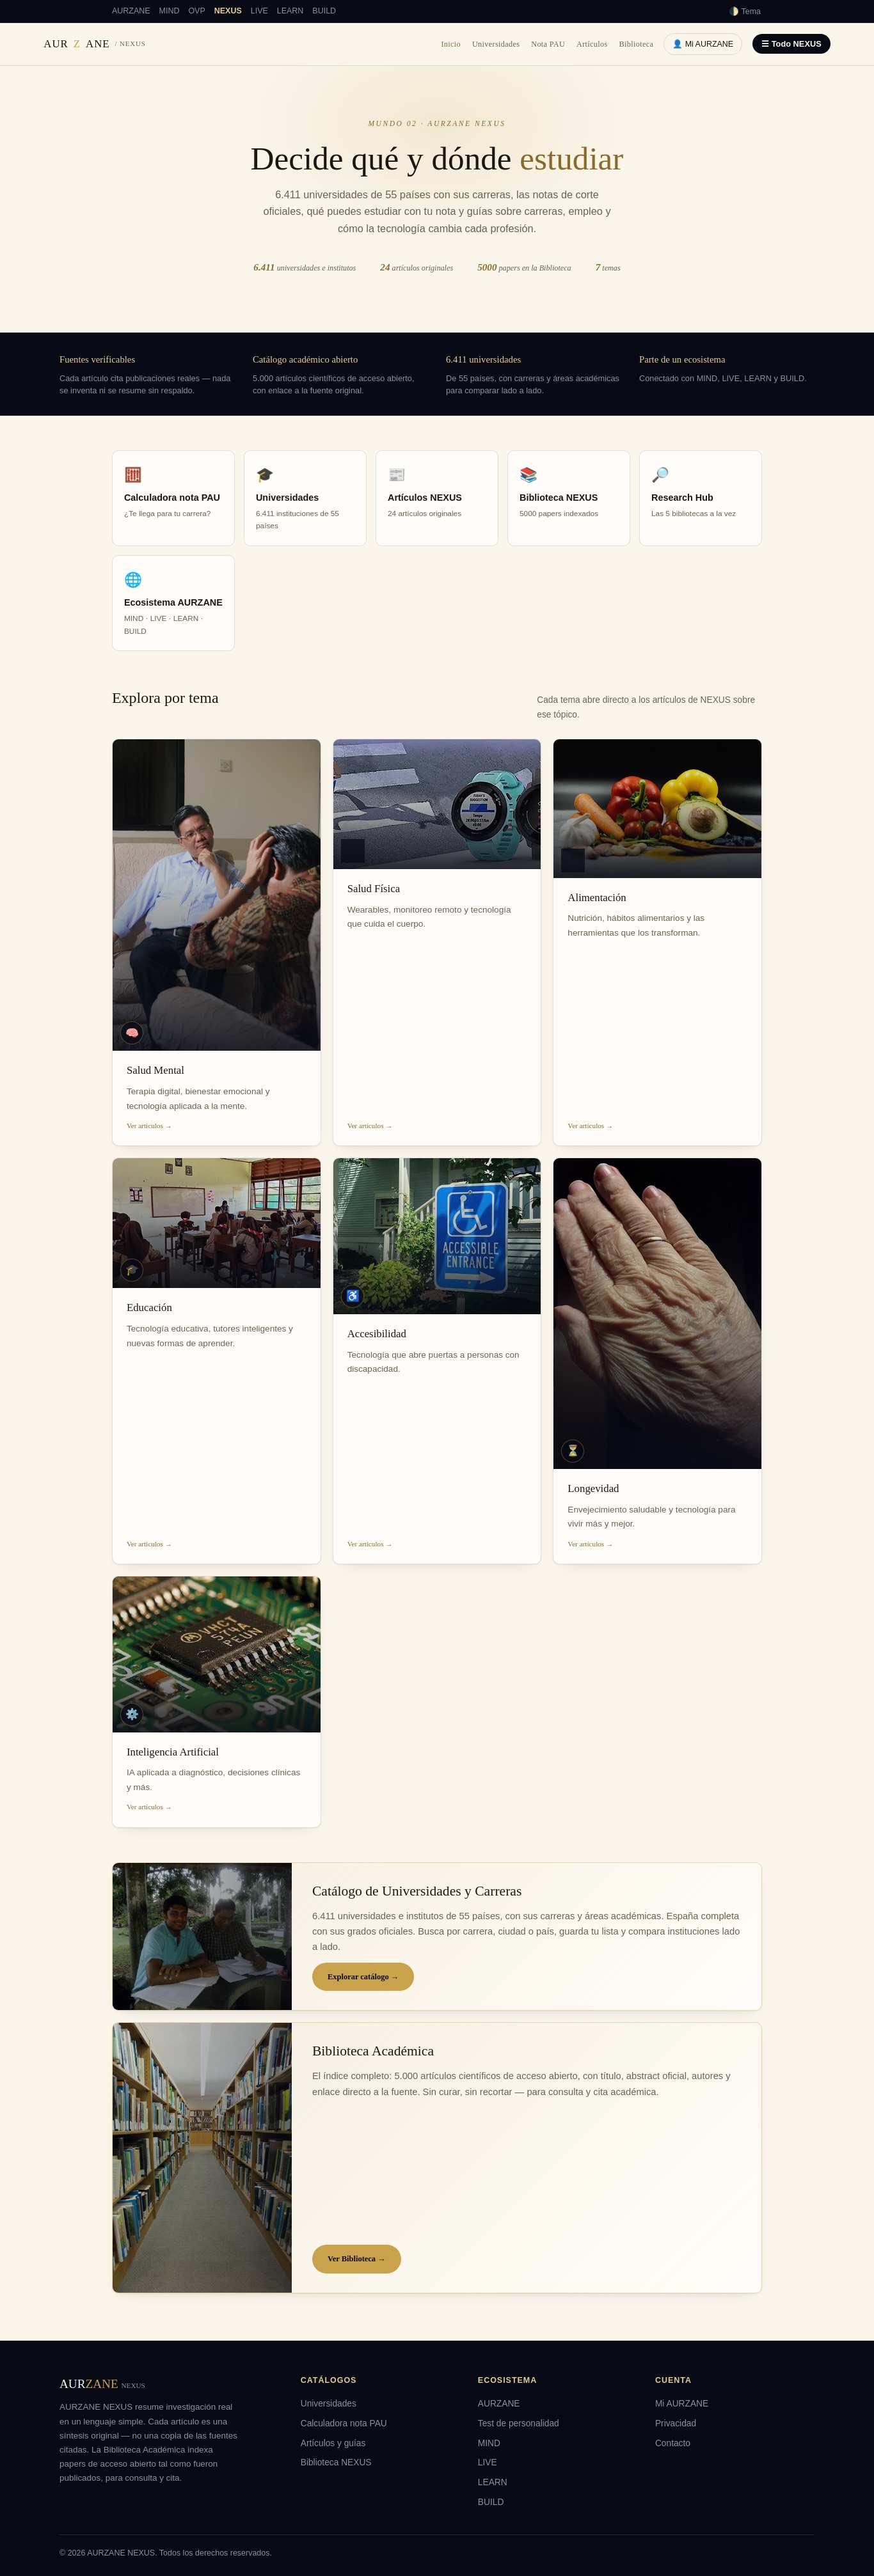 AURZANE MIND OVP NEXUS LIVE LEARN BUILD
Tema
AUR Z ANE / NEXUS
Inicio Universidades Nota PAU Artículos Biblioteca 👤 Mi AURZANE ☰ Todo NEXUS
MUNDO 02 · AURZANE NEXUS
Decide qué y dónde estudiar
6.411 universidades de 55 países con sus carreras, las notas de corte
oficiales, qué puedes estudiar con tu nota y guías sobre carreras, empleo y
cómo la tecnología cambia cada profesión.
6.411 universidades e institutos
24 artículos originales
5000 papers en la Biblioteca
7 temas
Fuentes verificables
Cada artículo cita publicaciones reales — nada
se inventa ni se resume sin respaldo.
Catálogo académico abierto
5.000 artículos científicos de acceso abierto,
con enlace a la fuente original.
6.411 universidades
De 55 países, con carreras y áreas académicas
para comparar lado a lado.
Parte de un ecosistema
Conectado con MIND, LIVE, LEARN y BUILD.
Calculadora nota PAU
¿Te llega para tu carrera?
Universidades
6.411 instituciones de 55
países
Artículos NEXUS
24 artículos originales
Biblioteca NEXUS
5000 papers indexados
Research Hub
Las 5 bibliotecas a la vez
Ecosistema AURZANE
MIND · LIVE · LEARN ·
BUILD
Explora por tema
Cada tema abre directo a los artículos de NEXUS sobre
ese tópico.
Salud Mental
Terapia digital, bienestar emocional y
tecnología aplicada a la mente.
Ver artículos →
Salud Física
Wearables, monitoreo remoto y tecnología
que cuida el cuerpo.
Ver artículos →
Alimentación
Nutrición, hábitos alimentarios y las
herramientas que los transforman.
Ver artículos →
Educación
Tecnología educativa, tutores inteligentes y
nuevas formas de aprender.
Ver artículos →
ACCESSIBLE
ENTRANCE
Accesibilidad
Tecnología que abre puertas a personas con
discapacidad.
Ver artículos →
Longevidad
Envejecimiento saludable y tecnología para
vivir más y mejor.
Ver artículos →
VHCT
574A
Inteligencia Artificial
IA aplicada a diagnóstico, decisiones clínicas
y más.
Ver artículos →
Catálogo de Universidades y Carreras
6.411 universidades e institutos de 55 países, con sus carreras y áreas académicas. España completa
con sus grados oficiales. Busca por carrera, ciudad o país, guarda tu lista y compara instituciones lado
a lado.
Explorar catálogo →
Biblioteca Académica
El índice completo: 5.000 artículos científicos de acceso abierto, con título, abstract oficial, autores y
enlace directo a la fuente. Sin curar, sin recortar — para consulta y cita académica.
Ver Biblioteca →
AURZANE NEXUS
AURZANE NEXUS resume investigación real
en un lenguaje simple. Cada artículo es una
síntesis original — no una copia de las fuentes
citadas. La Biblioteca Académica indexa
papers de acceso abierto tal como fueron
publicados, para consulta y cita.
CATÁLOGOS
Universidades
Calculadora nota PAU
Artículos y guías
Biblioteca NEXUS
ECOSISTEMA
AURZANE
Test de personalidad
MIND
LIVE
LEARN
BUILD
CUENTA
Mi AURZANE
Privacidad
Contacto
© 2026 AURZANE NEXUS. Todos los derechos reservados.